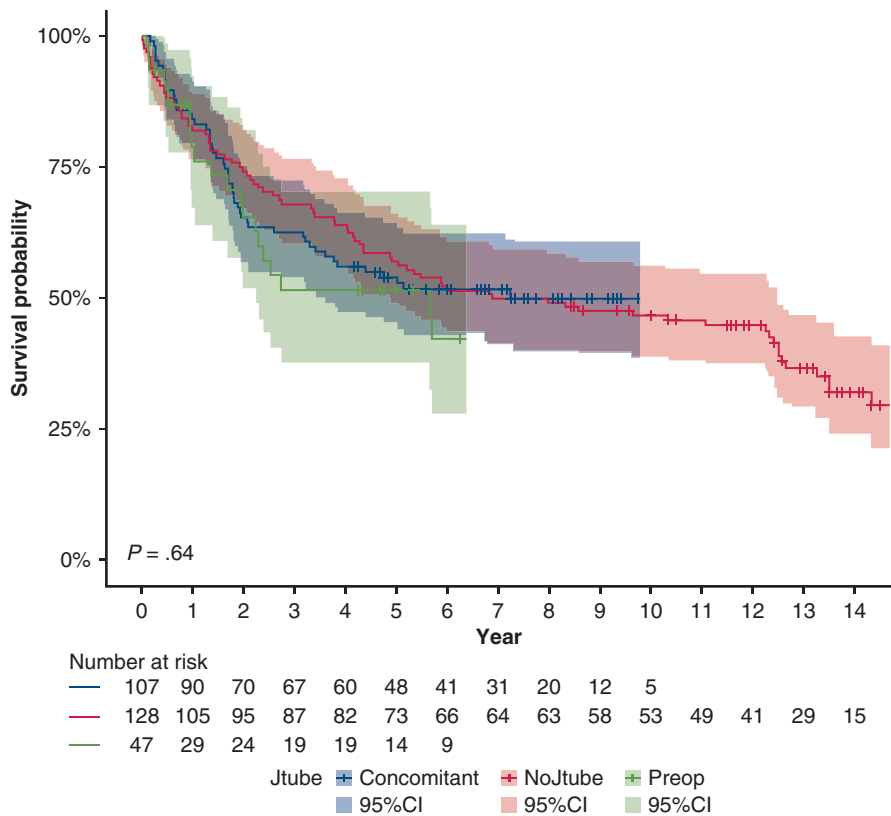 100%
75%
50%
25%
0%
Survival probability
P = .64
0 1 2 3 4 5 6 7 8 9 10 11 12 13 14
Year
Number at risk
107 90 70 67 60 48 41 31 20 12 5
128 105 95 87 82 73 66 64 63 58 53 49 41 29 15
47 29 24 19 19 14 9
Jtube Concomitant NoJtube Preop
95%CI 95%CI 95%CI